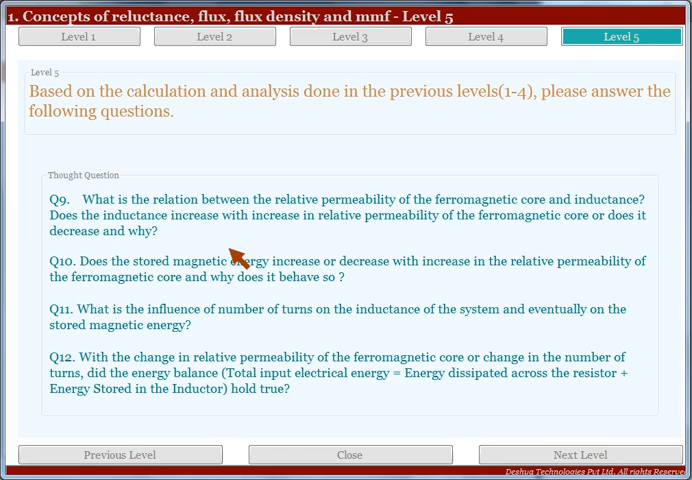 1. Concepts of reluctance, flux, flux density and mmf - Level 5
Level 1
Level 2
Level 3
Level 4
Level 5
Level 5
Based on the calculation and analysis done in the previous levels(1-4), please answer the
following questions.
Thought Question
Q9. What is the relation between the relative permeability of the ferromagnetic core and inductance?
Does the inductance increase with increase in relative permeability of the ferromagnetic core or does it
decrease and why?
Q10. Does the stored magnetic energy increase or decrease with increase in the relative permeability of
the ferromagnetic core and why does it behave so ?
Q11. What is the influence of number of turns on the inductance of the system and eventually on the
stored magnetic energy?
Q12. With the change in relative permeability of the ferromagnetic core or change in the number of
turns, did the energy balance (Total input electrical energy = Energy dissipated across the resistor +
Energy Stored in the Inductor) hold true?
Previous Level
Close
Next Level
Deshua Technologies Pvt Ltd. All rights Reserve